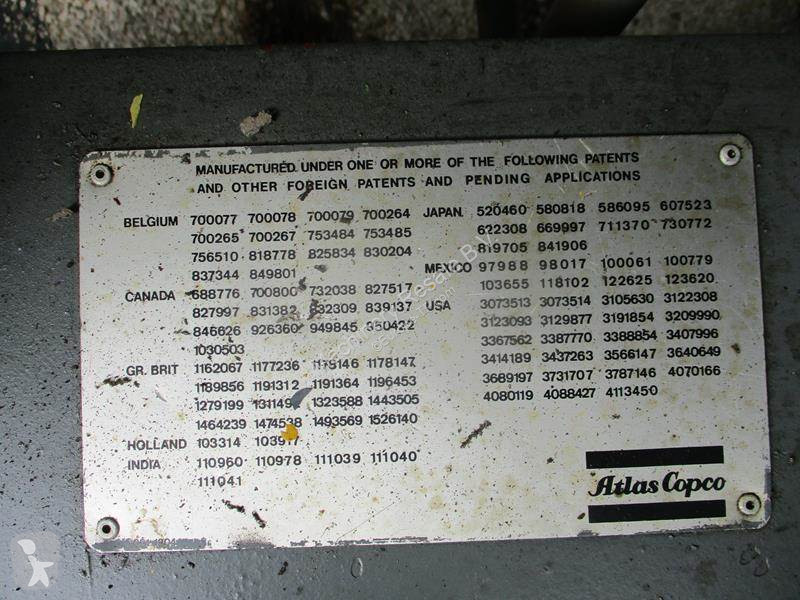 MANUFACTURED UNDER ONE OR MORE OF THE FOLLOWING PATENTS
AND OTHER FOREIGN PATENTS AND PENDING APPLICATIONS
BELGIUM 700077 700078 700079 700264
700265 700267 753484 753485
756510 818778 825834 830204
837344 849801
CANADA 688776 700800 732038 827517
827997 831382 832309 839137
846626 926360 949845 950422
1030503
GR. BRIT 1162067 1177236 1178146 1178147
1189856 1191312 1191364 1196453
1279199 1311492 1323588 1443505
1464239 1474538 1493569 1526140
HOLLAND 103314 103917
INDIA 110960 110978 111039 111040
111041
JAPAN. 520460 580818 586095 607523
622308 669997 711370 730772
819705 841906
MEXICO 97988 98017 100061 100779
103655 118102 122625 123620
USA 3073513 3073514 3105630 3122308
3123093 3129877 3191854 3209990
3367562 3387770 3388854 3407996
3414189 3437263 3566147 3640649
3689197 3731707 3787146 4070166
4080119 4088427 4113450
Atlas Copco